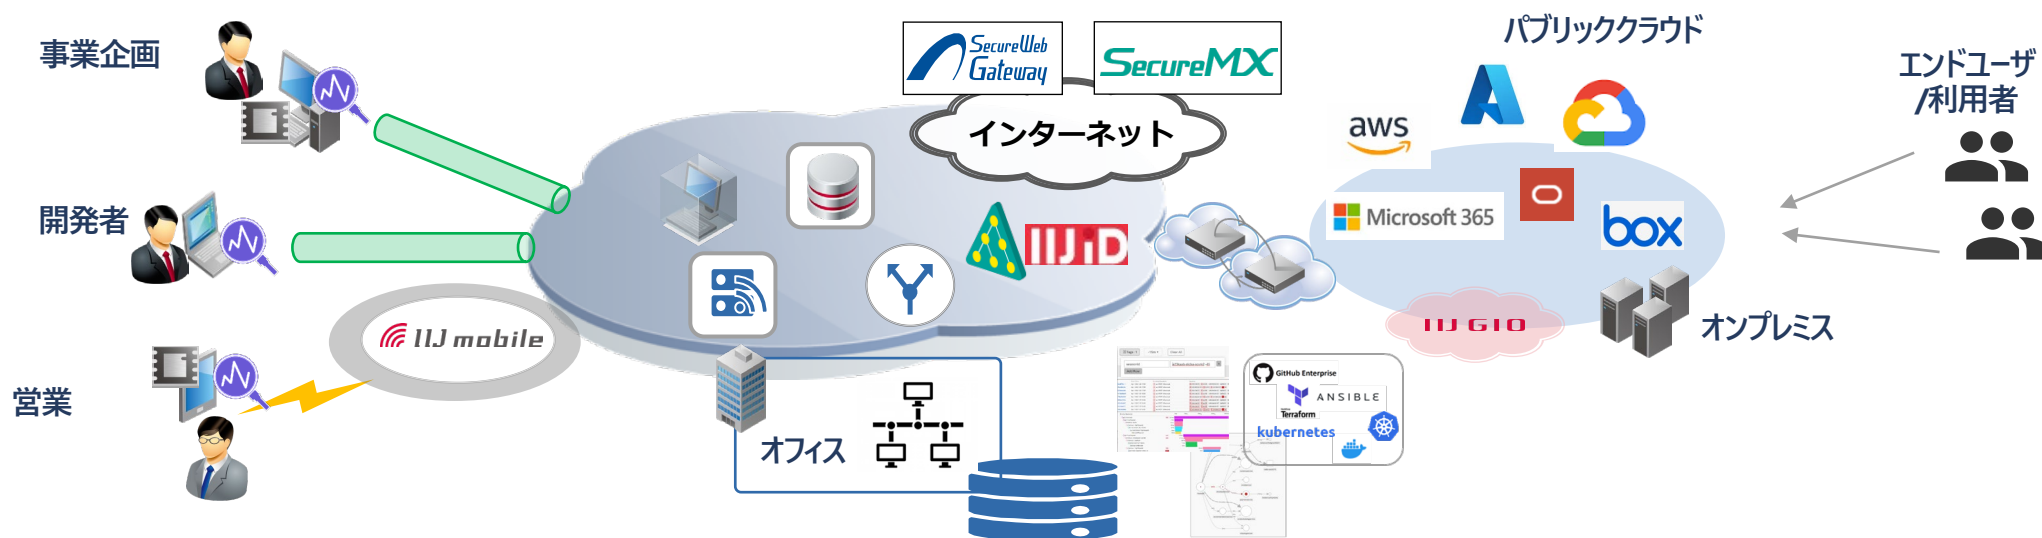 事業企画
開発者
営業
IIJ mobile
SecureWeb
Gateway
SecureMX
インターネット
IIJiD
オフィス
パブリッククラウド
aws
Microsoft 365
box
IIJ GIO
オンプレミス
エンドユーザ
/利用者
GitHub Enterprise
ANSIBLE
Terraform
kubernetes